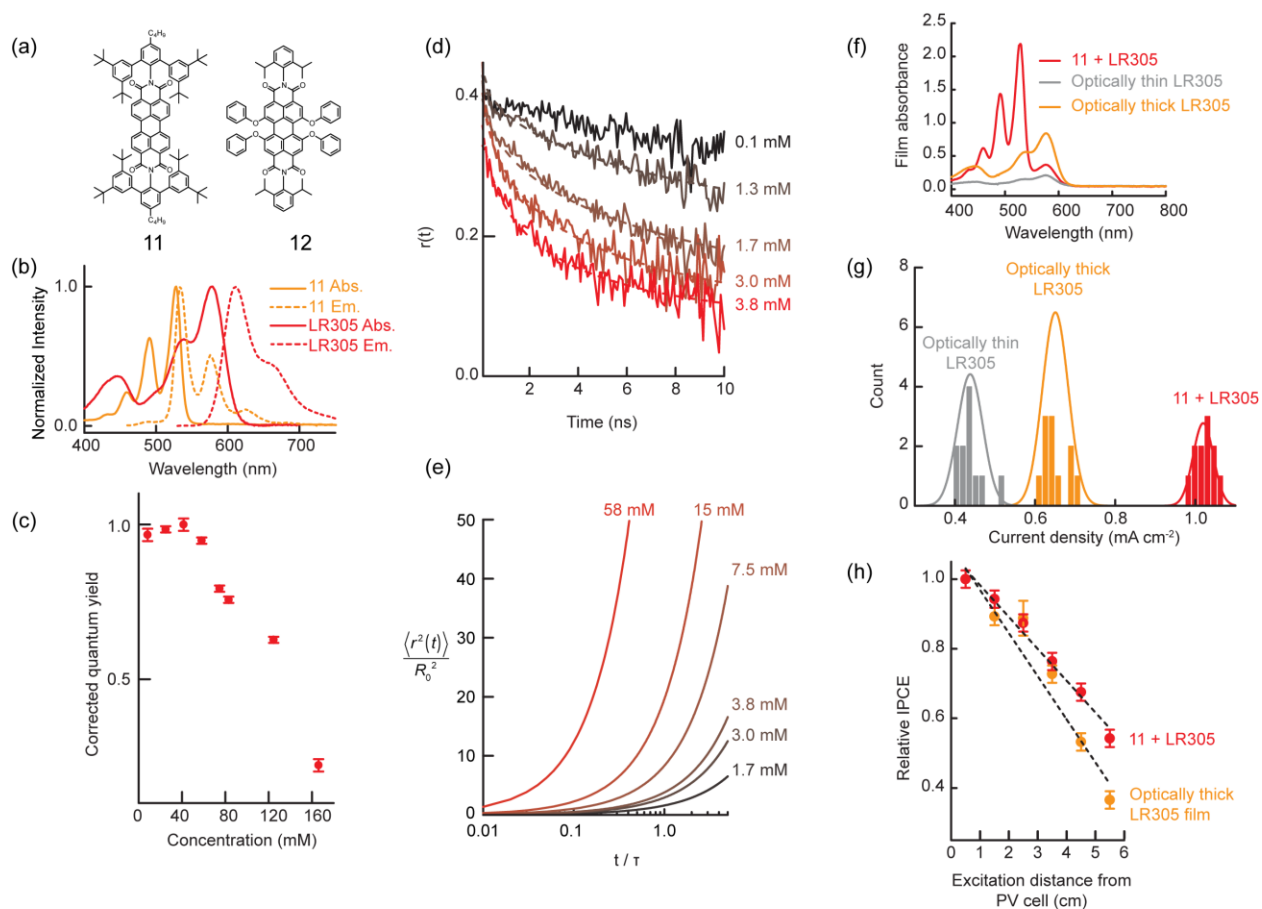 (a)
C₄H₉
N
O
O
O
O
N
C₄H₉
11
N
O
O
O
O
O
O
O
O
N
12
(b)
Normalized Intensity
1.0
0.0
400
500
600
700
Wavelength (nm)
11 Abs.
11 Em.
LR305 Abs.
LR305 Em.
(c)
Corrected quantum yield
1.0
0.5
0
40
80
120
160
Concentration (mM)
(d)
r(t)
0.4
0.2
0.0
0
2
4
6
8
10
Time (ns)
0.1 mM
1.3 mM
1.7 mM
3.0 mM
3.8 mM
(e)
⟨r²(t)⟩
R₀²
50
40
30
20
10
0
0.01
0.1
1.0
t / τ
58 mM
15 mM
7.5 mM
3.8 mM
3.0 mM
1.7 mM
(f)
Film absorbance
2.5
2.0
1.5
1.0
0.5
0.0
400
500
600
700
800
Wavelength (nm)
11 + LR305
Optically thin LR305
Optically thick LR305
(g)
Count
8
6
4
2
0
0.4
0.6
0.8
1.0
Current density (mA cm⁻²)
Optically thin
LR305
Optically thick
LR305
11 + LR305
(h)
Relative IPCE
1.0
0.8
0.6
0.4
0
1
2
3
4
5
6
Excitation distance from
PV cell (cm)
11 + LR305
Optically thick
LR305 film